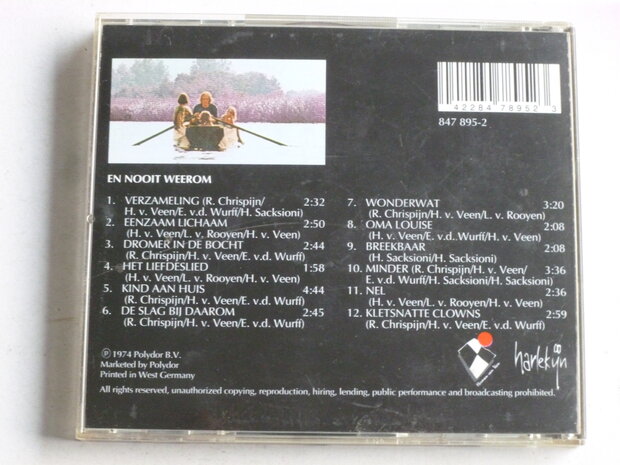 42284 78952 3
847 895-2
EN NOOIT WEEROM
1. VERZAMELING (R. Chrispijn/ 2:32
H. v. Veen/E. v.d. Wurff/H. Sacksioni)
2. EENZAAM LICHAAM 2:50
(H. v. Veen/L. v. Rooyen/H. v. Veen)
3. DROMER IN DE BOCHT 2:44
(R. Chrispijn/H. v. Veen/E. v.d. Wurff)
4. HET LIEFDESLIED 1:58
(H. v. Veen/L. v. Rooyen/H. v. Veen)
5. KIND AAN HUIS 4:44
(R. Chrispijn/H. v. Veen/E. v.d. Wurff)
6. DE SLAG BIJ DAAROM 2:45
(R. Chrispijn/H. v. Veen/E. v.d. Wurff)
7. WONDERWAT 3:20
(R. Chrispijn/H. v. Veen/L. v. Rooyen)
8. OMA LOUISE 2:08
(H. v. Veen/E. v.d..Wurff/H. v. Veen)
9. BREEKBAAR 2:08
(H. Sacksioni/H. Sacksioni)
10. MINDER (R. Chrispijn/H. v. Veen/ 3:36
E. v.d. Wurff/H. Sacksioni/H. Sacksioni)
11. NEL 2:36
(H. v. Veen/L. v. Rooyen/H. v. Veen)
12. KLETSNATTE CLOWNS 2:59
(R. Chrispijn/H. v. Veen/E. v.d. Wurff)
Ⓟ 1974 Polydor B.V.
Marketed by Polydor
Printed in West Germany
harlekijn
All rights reserved, unauthorized copying, reproduction, hiring, lending, public performance and broadcasting prohibited.